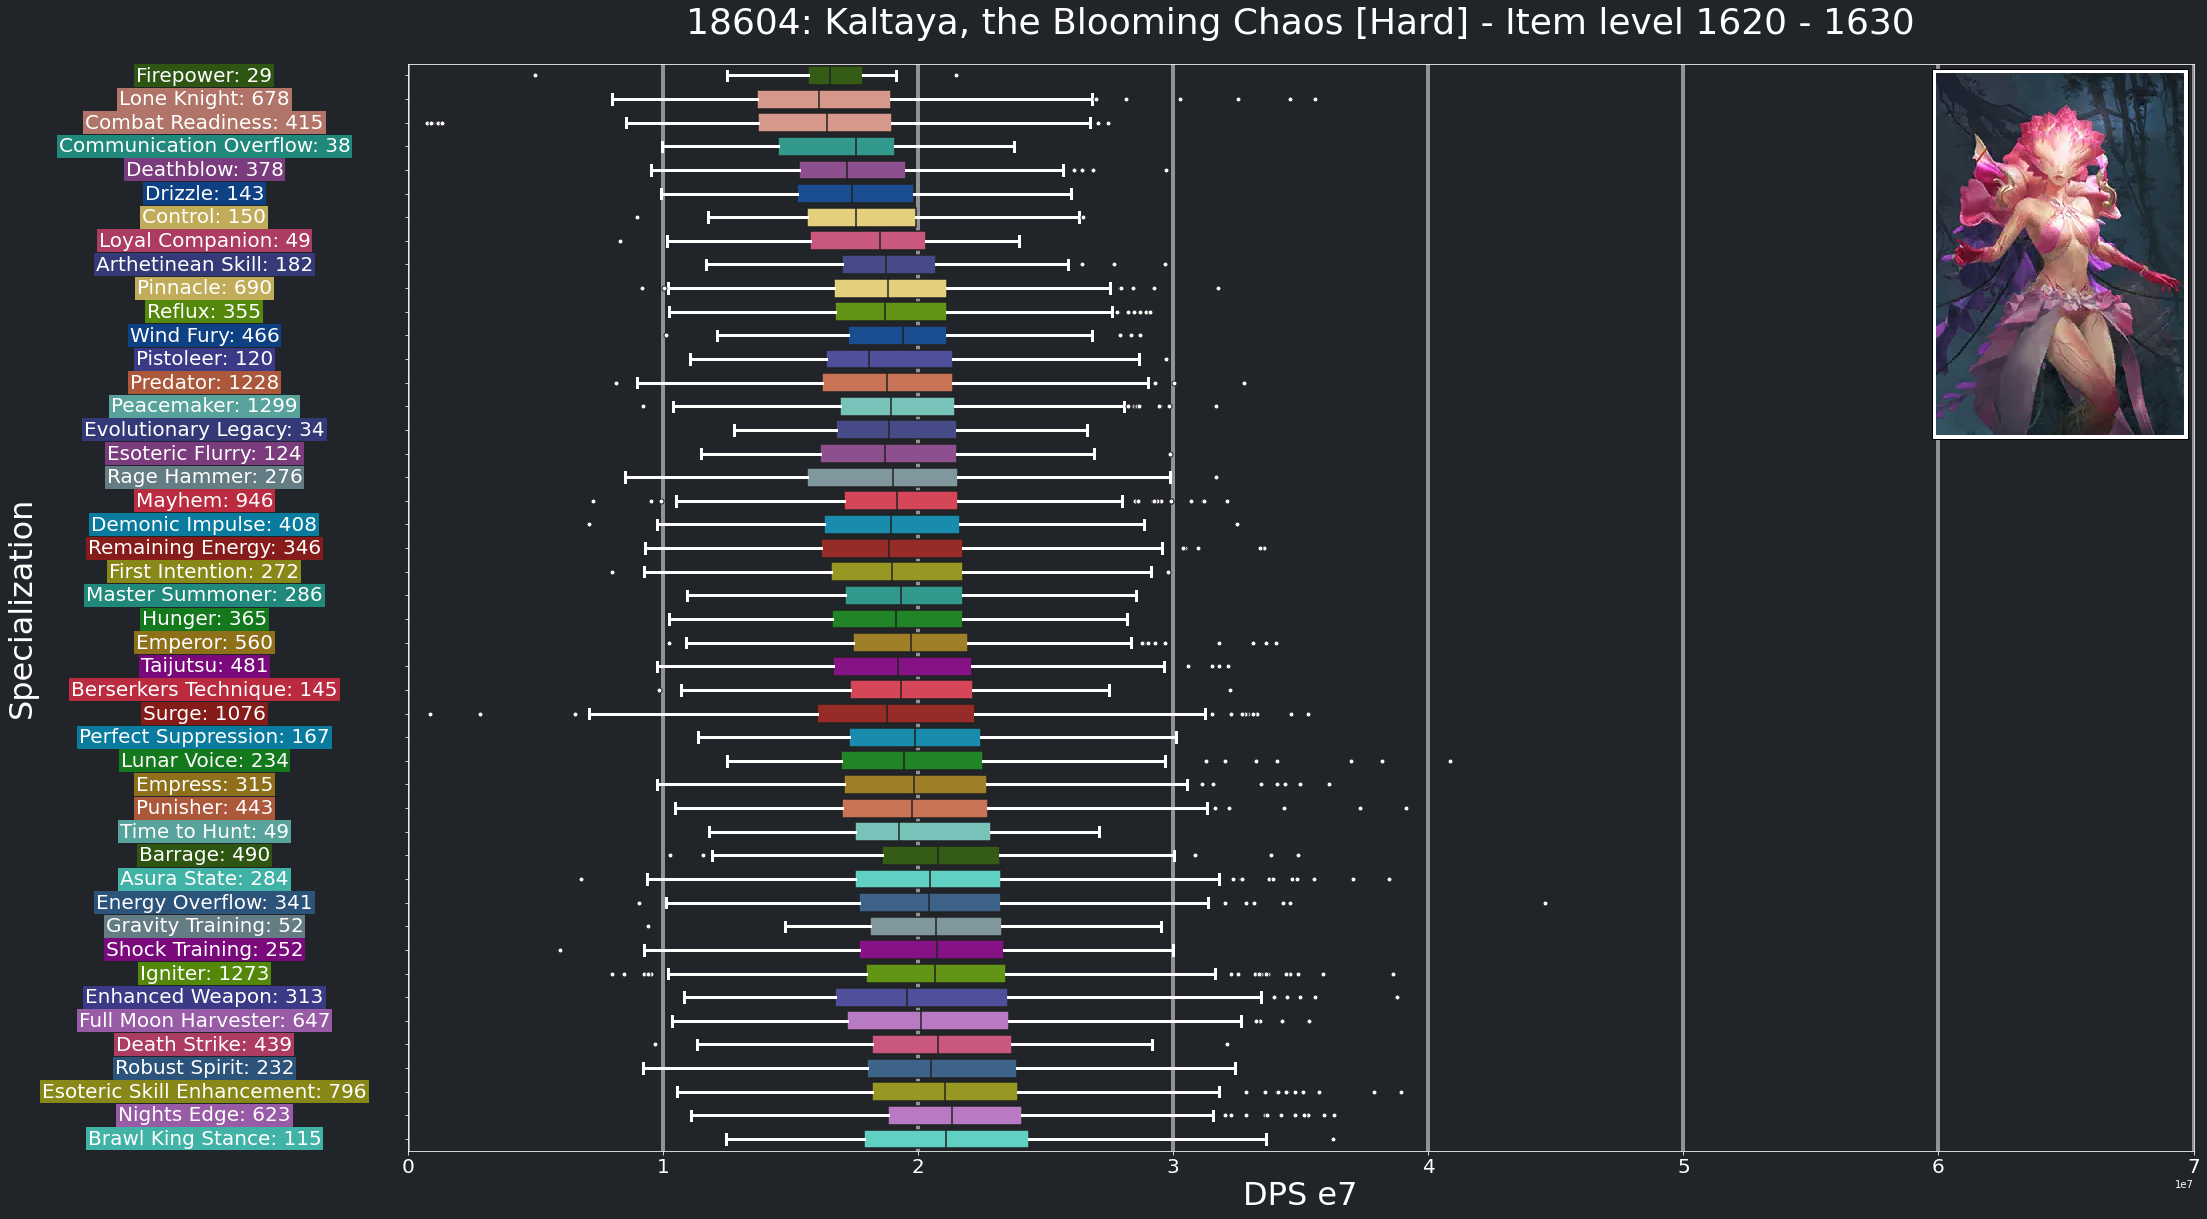 18604: Kaltaya, the Blooming Chaos [Hard] - Item level 1620 - 1630
Specialization
Firepower: 29
Lone Knight: 678
Combat Readiness: 415
Communication Overflow: 38
Deathblow: 378
Drizzle: 143
Control: 150
Loyal Companion: 49
Arthetinean Skill: 182
Pinnacle: 690
Reflux: 355
Wind Fury: 466
Pistoleer: 120
Predator: 1228
Peacemaker: 1299
Evolutionary Legacy: 34
Esoteric Flurry: 124
Rage Hammer: 276
Mayhem: 946
Demonic Impulse: 408
Remaining Energy: 346
First Intention: 272
Master Summoner: 286
Hunger: 365
Emperor: 560
Taijutsu: 481
Berserkers Technique: 145
Surge: 1076
Perfect Suppression: 167
Lunar Voice: 234
Empress: 315
Punisher: 443
Time to Hunt: 49
Barrage: 490
Asura State: 284
Energy Overflow: 341
Gravity Training: 52
Shock Training: 252
Igniter: 1273
Enhanced Weapon: 313
Full Moon Harvester: 647
Death Strike: 439
Robust Spirit: 232
Esoteric Skill Enhancement: 796
Nights Edge: 623
Brawl King Stance: 115
0 1 2 3 4 5 6 7
1e7
DPS e7